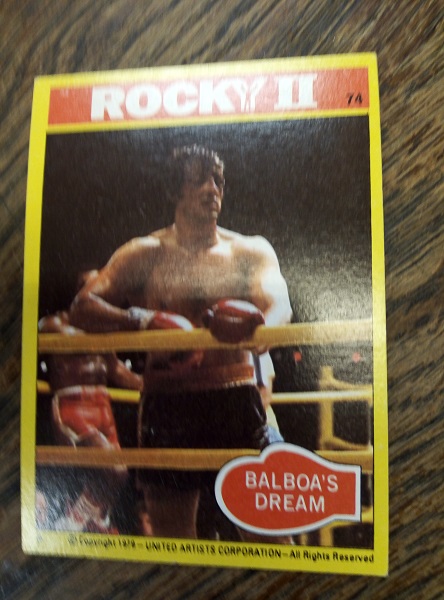 ROCKY II
74
BALBOA'S
DREAM
© Copyright 1979 — UNITED ARTISTS CORPORATION — All Rights Reserved